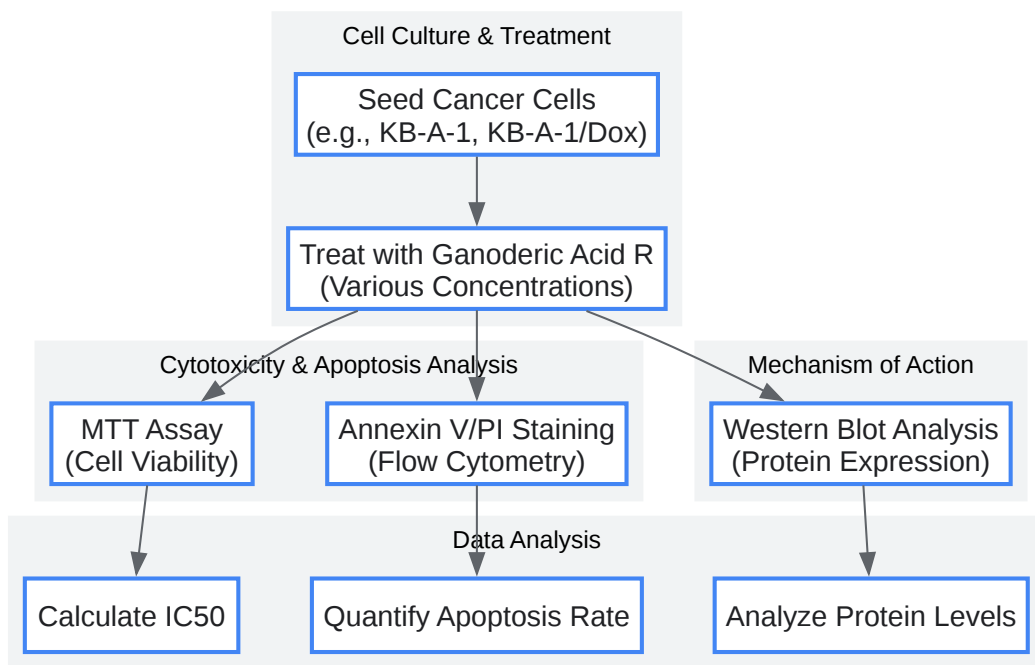 Cell Culture & Treatment
Seed Cancer Cells
(e.g., KB-A-1, KB-A-1/Dox)
Treat with Ganoderic Acid R
(Various Concentrations)
Cytotoxicity & Apoptosis Analysis
Mechanism of Action
MTT Assay
(Cell Viability)
Annexin V/PI Staining
(Flow Cytometry)
Western Blot Analysis
(Protein Expression)
Data Analysis
Calculate IC50
Quantify Apoptosis Rate
Analyze Protein Levels